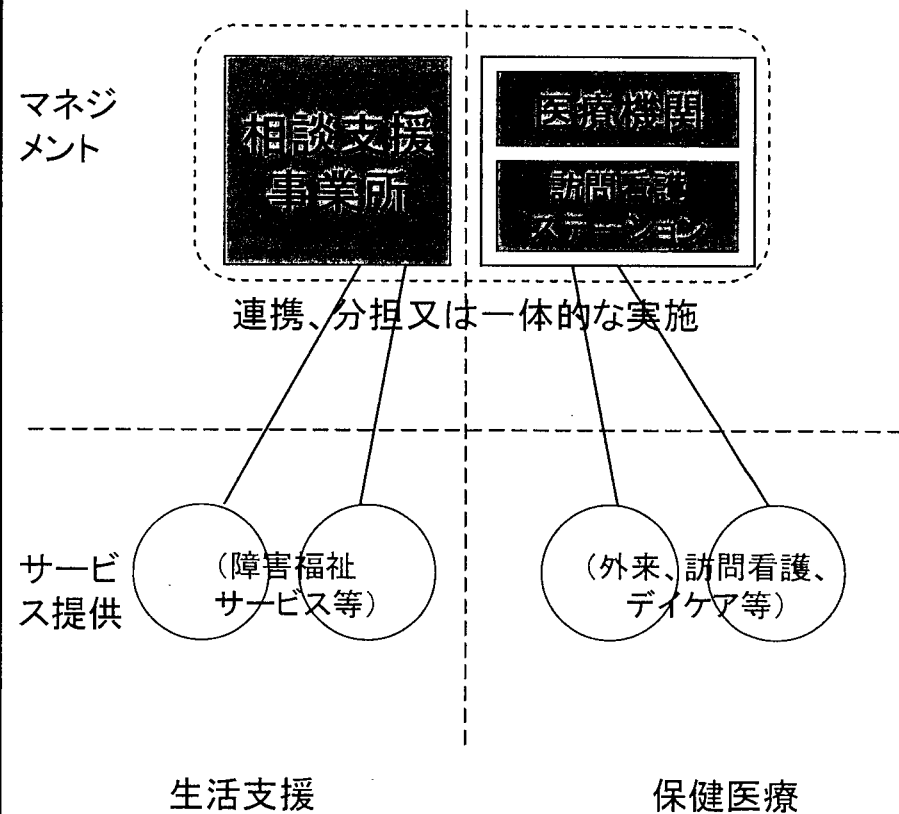 マネジ
メント
相談支援
事業所
医療機関
訪問看護
ステーション
連携、分担又は一体的な実施
サービ
ス提供
(障害福祉
サービス等)
(外来、訪問看護、
デイケア等)
生活支援
保健医療